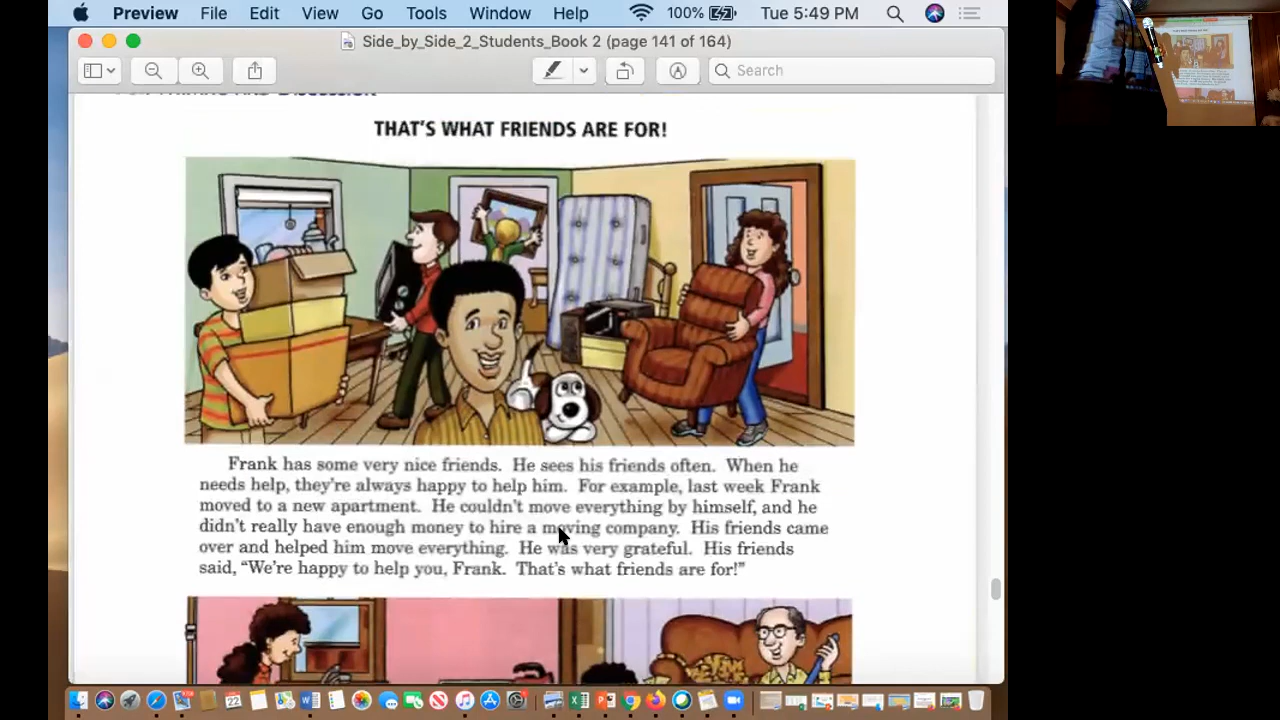 Preview File Edit View Go Tools Window Help 100% Tue 5:49 PM
Side_by_Side_2_Students_Book 2 (page 141 of 164)
Search
THAT'S WHAT FRIENDS ARE FOR!
Frank has some very nice friends. He sees his friends often. When he
needs help, they're always happy to help him. For example, last week Frank
moved to a new apartment. He couldn't move everything by himself, and he
didn't really have enough money to hire a moving company. His friends came
over and helped him move everything. He was very grateful. His friends
said, "We're happy to help you, Frank. That's what friends are for!"
22